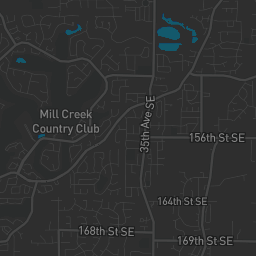 Mill Creek
Country Club
35th Ave SE
156th St SE
164th St SE
168th St SE
169th St SE